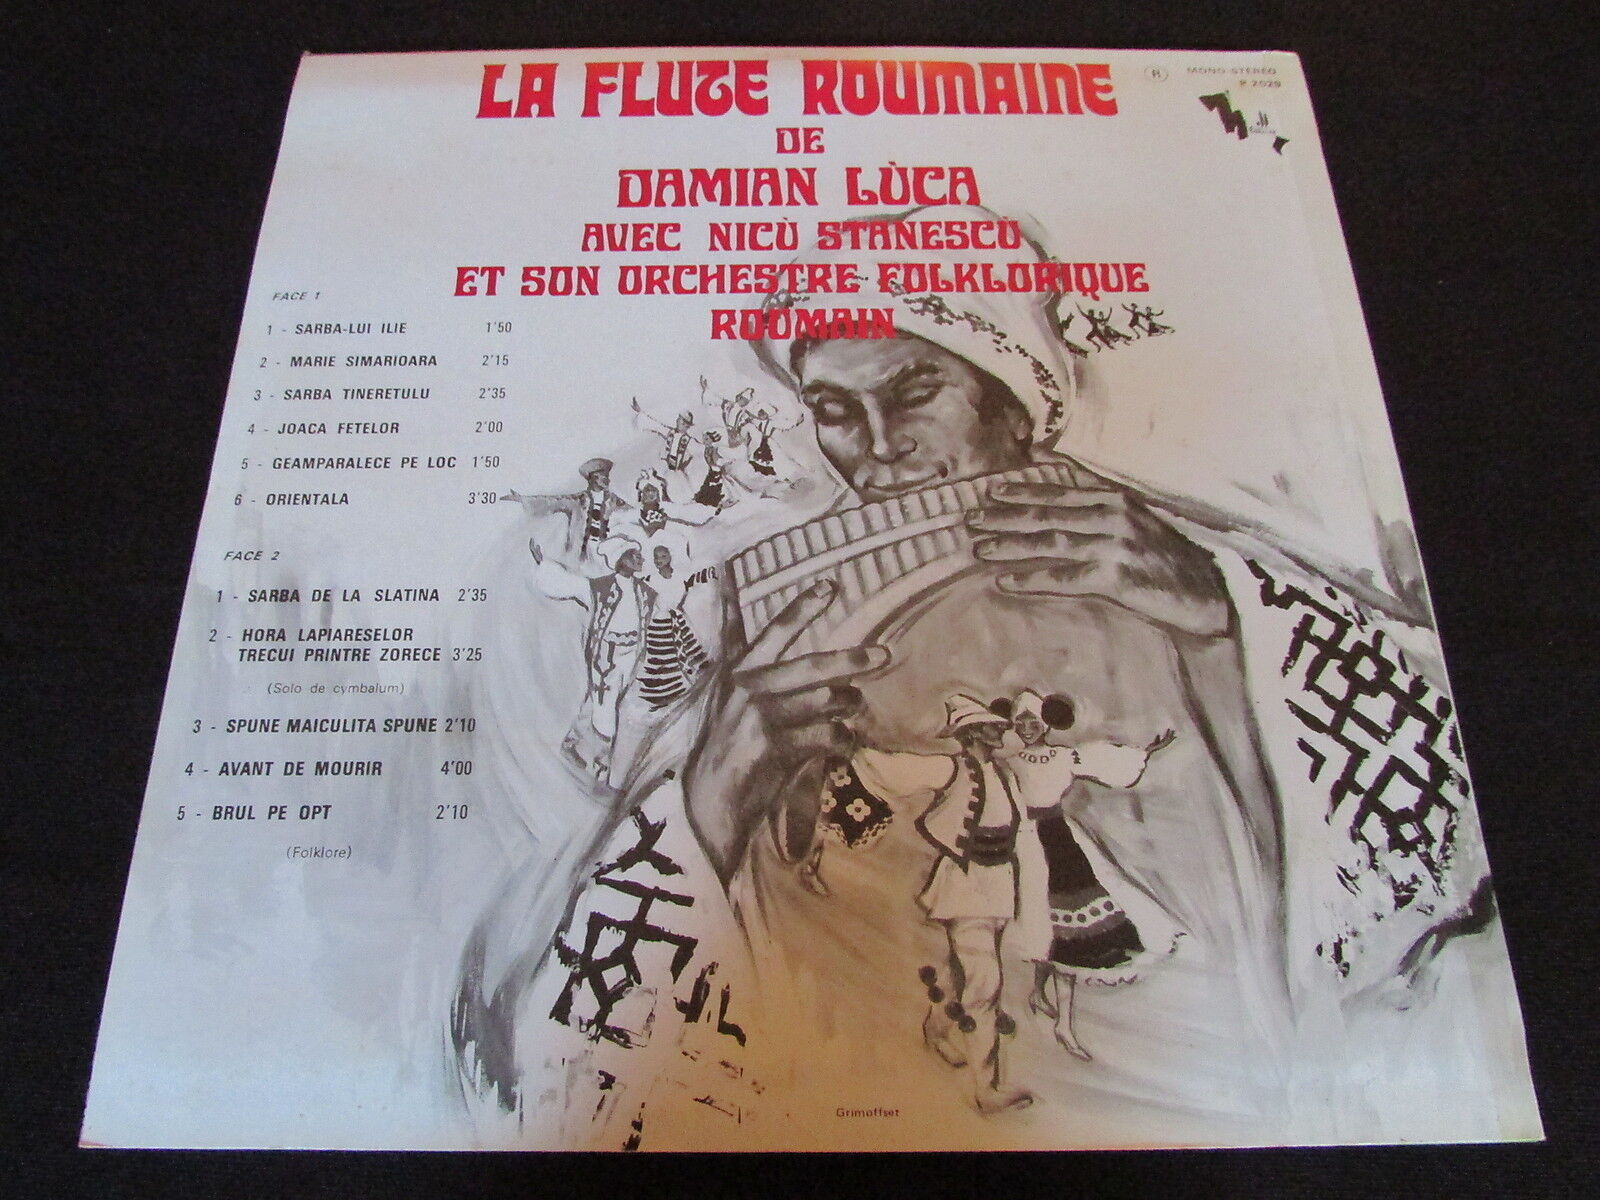 LA FLUTE ROUMAINE
DE
DAMIAN LÙCA
AVEC NICÙ STANESCÙ
ET SON ORCHESTRE FOLKLORIQUE
ROUMAIN
R MONO-STEREO
P 2029
FACE 1
1 - SARBA-LUI ILIE 1'50
2 - MARIE SIMARIOARA 2'15
3 - SARBA TINERETULU 2'35
4 - JOACA FETELOR 2'00
5 - GEAMPARALECE PE LOC 1'50
6 - ORIENTALA 3'30
FACE 2
1 - SARBA DE LA SLATINA 2'35
2 - HORA LAPIARESELOR
TRECUI PRINTRE ZORECE 3'25
(Solo de cymbalum)
3 - SPUNE MAICULITA SPUNE 2'10
4 - AVANT DE MOURIR 4'00
5 - BRUL PE OPT 2'10
(Folklore)
Grimoffset